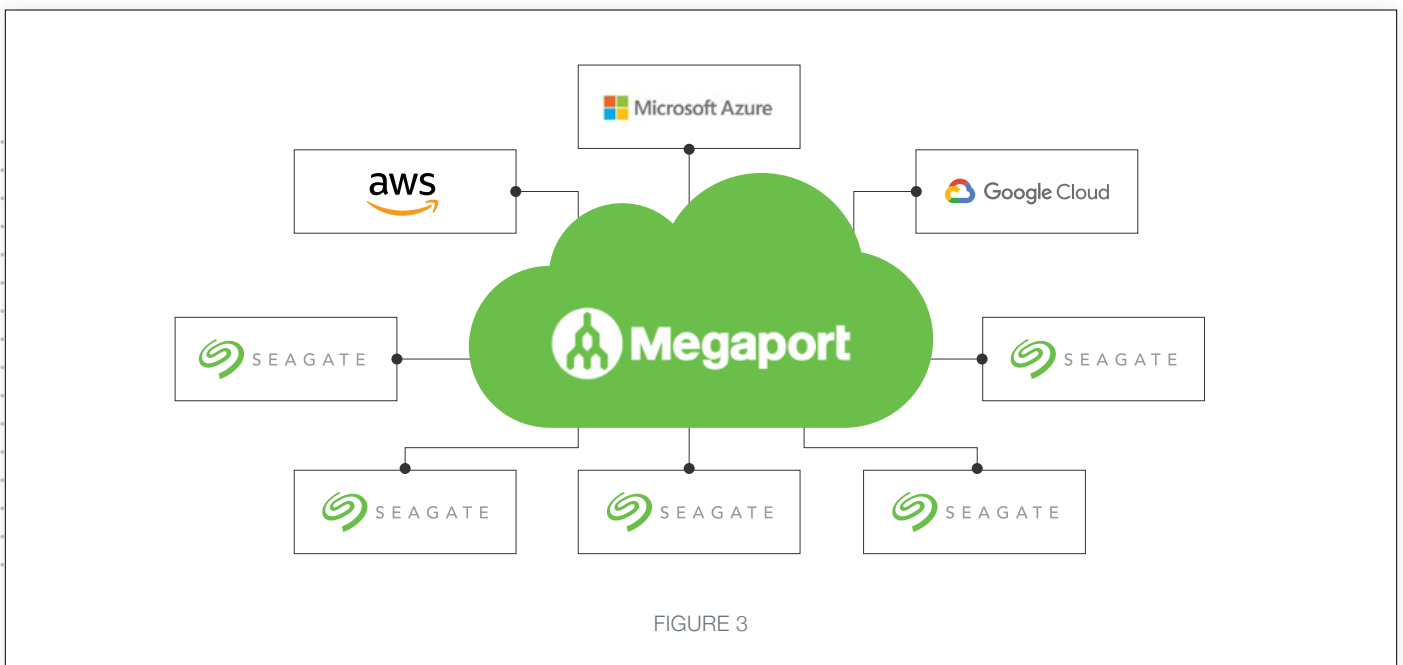 Microsoft Azure
aws
Google Cloud
Megaport
SEAGATE
SEAGATE
SEAGATE
SEAGATE
SEAGATE
FIGURE 3